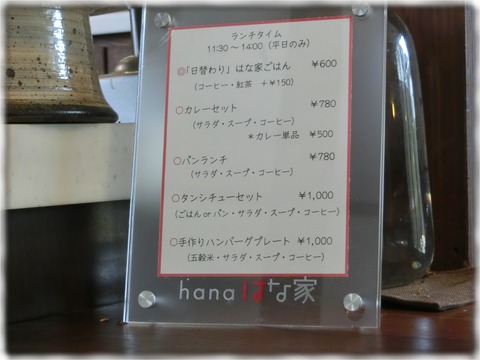 ランチタイム
11:30~14:00（平日のみ）
◎「日替わり」はな家ごはん ￥600
（コーヒー・紅茶 ＋￥150）
○カレーセット ￥780
（サラダ・スープ・コーヒー）
＊カレー単品 ￥500
○パンランチ ￥780
（サラダ・スープ・コーヒー）
○タンシチューセット ￥1,000
（ごはん or パン・サラダ・スープ・コーヒー）
○手作りハンバーグプレート ￥1,000
（五穀米・サラダ・スープ・コーヒー）
hana はな家